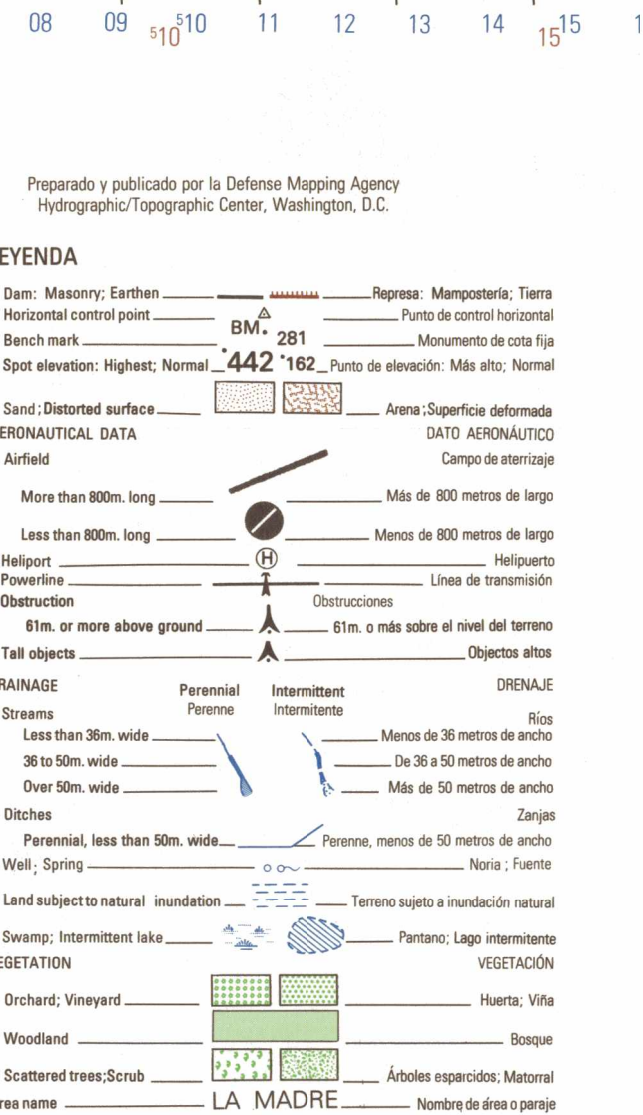 08 09 ⁵10 ⁵10 11 12 13 14 15 15 1
Preparado y publicado por la Defense Mapping Agency
Hydrographic/Topographic Center, Washington, D.C.
EYENDA
Dam: Masonry; Earthen Represa: Mampostería; Tierra
Horizontal control point Punto de control horizontal
Bench mark BM. 281 Monumento de cota fija
Spot elevation: Highest; Normal 442 162 Punto de elevación: Más alto; Normal
Sand; Distorted surface Arena; Superficie deformada
ERONAUTICAL DATA DATO AERONÁUTICO
Airfield Campo de aterrizaje
More than 800m. long Más de 800 metros de largo
Less than 800m. long Menos de 800 metros de largo
Heliport H Helipuerto
Powerline Línea de transmisión
Obstruction Obstrucciones
61m. or more above ground 61m. o más sobre el nivel del terreno
Tall objects Objectos altos
RAINAGE Perennial Intermittent DRENAJE
Streams Perenne Intermitente Ríos
Less than 36m. wide Menos de 36 metros de ancho
36 to 50m. wide De 36 a 50 metros de ancho
Over 50m. wide Más de 50 metros de ancho
Ditches Zanjas
Perennial, less than 50m. wide Perenne, menos de 50 metros de ancho
Well; Spring Noria ; Fuente
Land subject to natural inundation Terreno sujeto a inundación natural
Swamp; Intermittent lake Pantano; Lago intermitente
EGETATION VEGETACIÓN
Orchard; Vineyard Huerta; Viña
Woodland Bosque
Scattered trees;Scrub Árboles esparcidos; Matorral
rea name LA MADRE Nombre de área o paraje